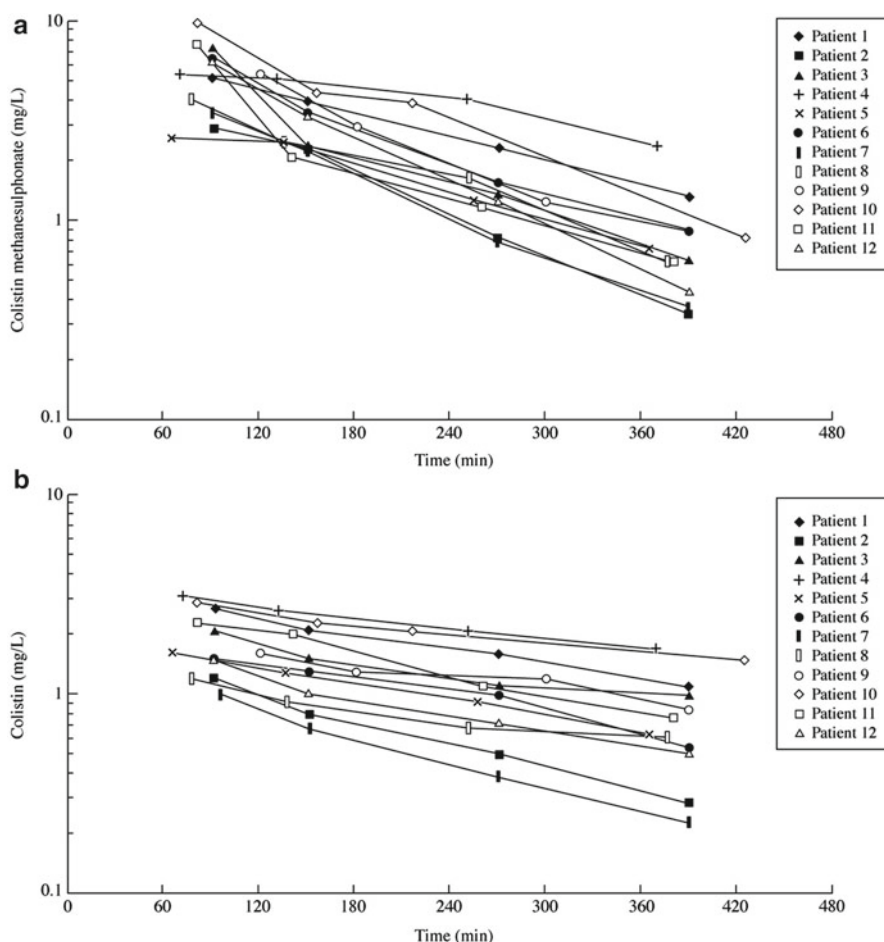 a
10
1
0.1
Colistin methanesulphonate (mg/L)
0 60 120 180 240 300 360 420 480
Time (min)
Patient 1
Patient 2
Patient 3
Patient 4
Patient 5
Patient 6
Patient 7
Patient 8
Patient 9
Patient 10
Patient 11
Patient 12
b
10
1
0.1
Colistin (mg/L)
0 60 120 180 240 300 360 420 480
Time (min)
Patient 1
Patient 2
Patient 3
Patient 4
Patient 5
Patient 6
Patient 7
Patient 8
Patient 9
Patient 10
Patient 11
Patient 12